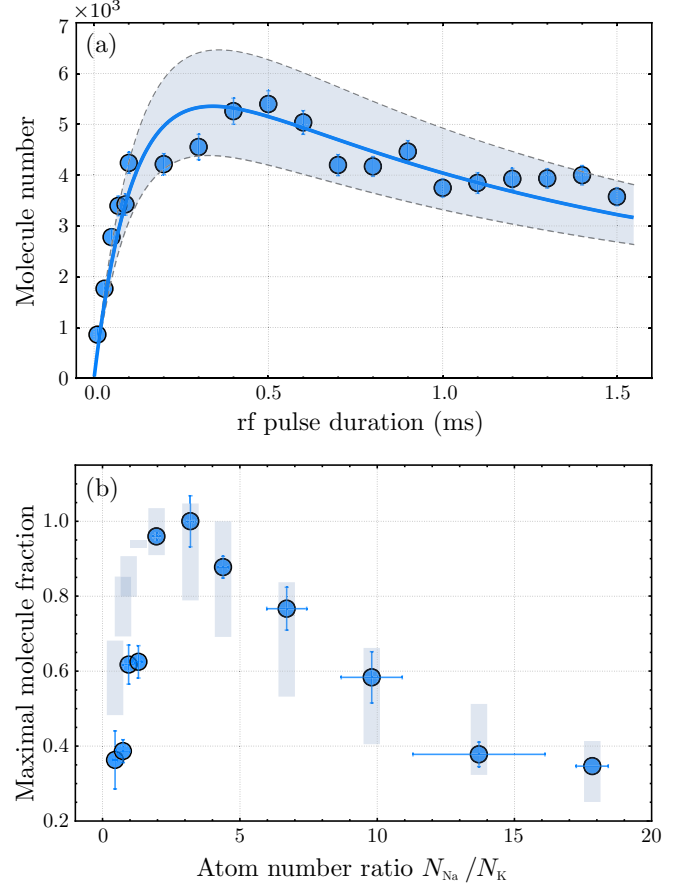 ×10³
(a)
7
6
5
4
3
2
1
0
Molecule number
0.0 0.5 1.0 1.5
rf pulse duration (ms)
(b)
1.0
0.8
0.6
0.4
0.2
Maximal molecule fraction
0 5 10 15 20
Atom number ratio N_Na/N_K